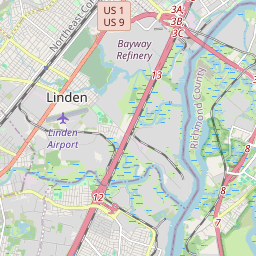 US 1
US 9
3A
3B
3C
Northeast Co
Bayway
Refinery
13
Richmond County
Linden
Linden
Airport
12
8
8
7